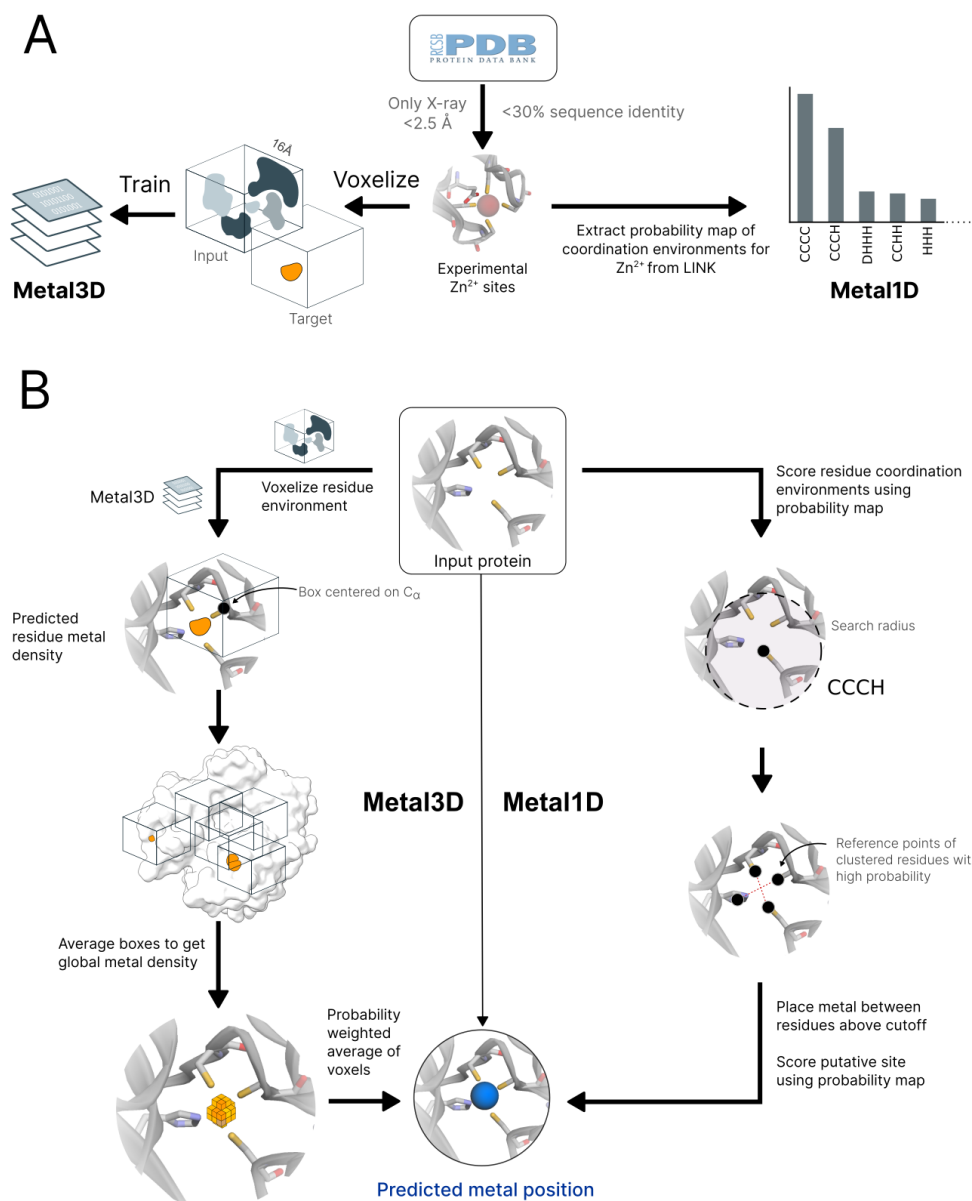 A
RCSB
PDB
PROTEIN DATA BANK
Only X-ray
<2.5 Å
<30% sequence identity
16Å
Train
Voxelize
Input
Target
Metal3D
Experimental
Zn²⁺ sites
Extract probability map of
coordination environments for
Zn²⁺ from LINK
CCCC
CCCH
DHHH
CCHH
HHH
Metal1D
B
Metal3D
Voxelize residue
environment
Input protein
Score residue coordination
environments using
probability map
Predicted
residue metal
density
Box centered on Cα
Search radius
CCCH
Metal3D
Metal1D
Reference points of
clustered residues wit
high probability
Average boxes to get
global metal density
Probability
weighted
average of
voxels
Place metal between
residues above cutoff
Score putative site
using probability map
Predicted metal position